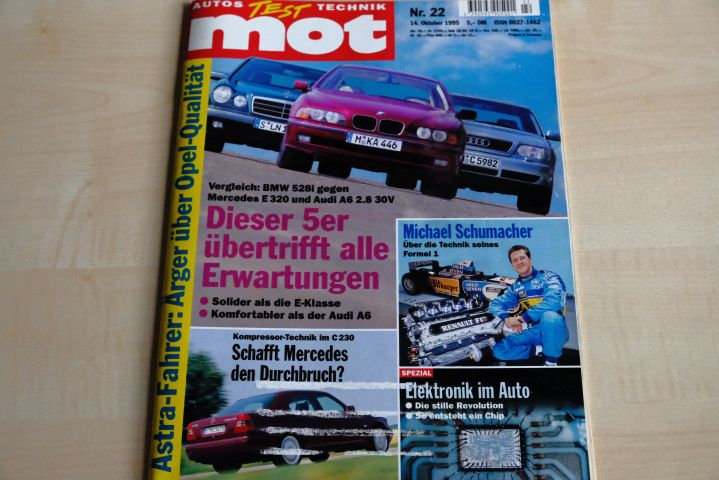 AUTOS TEST TECHNIK
mot
Nr. 22
14. Oktober 1995 5,- DM ISSN 0027-1462
Astra-Fahrer: Ärger über Opel-Qualität
M KA 446
C 5982
Vergleich: BMW 528i gegen
Mercedes E 320 und Audi A6 2.8 30V
Dieser 5er
übertrifft alle
Erwartungen
● Solider als die E-Klasse
● Komfortabler als der Audi A6
Michael Schumacher
Über die Technik seines
Formel 1
RENAULT F1
Kompressor-Technik im C 230
Schafft Mercedes
den Durchbruch?
SPEZIAL
Elektronik im Auto
● Die stille Revolution
● So entsteht ein Chip